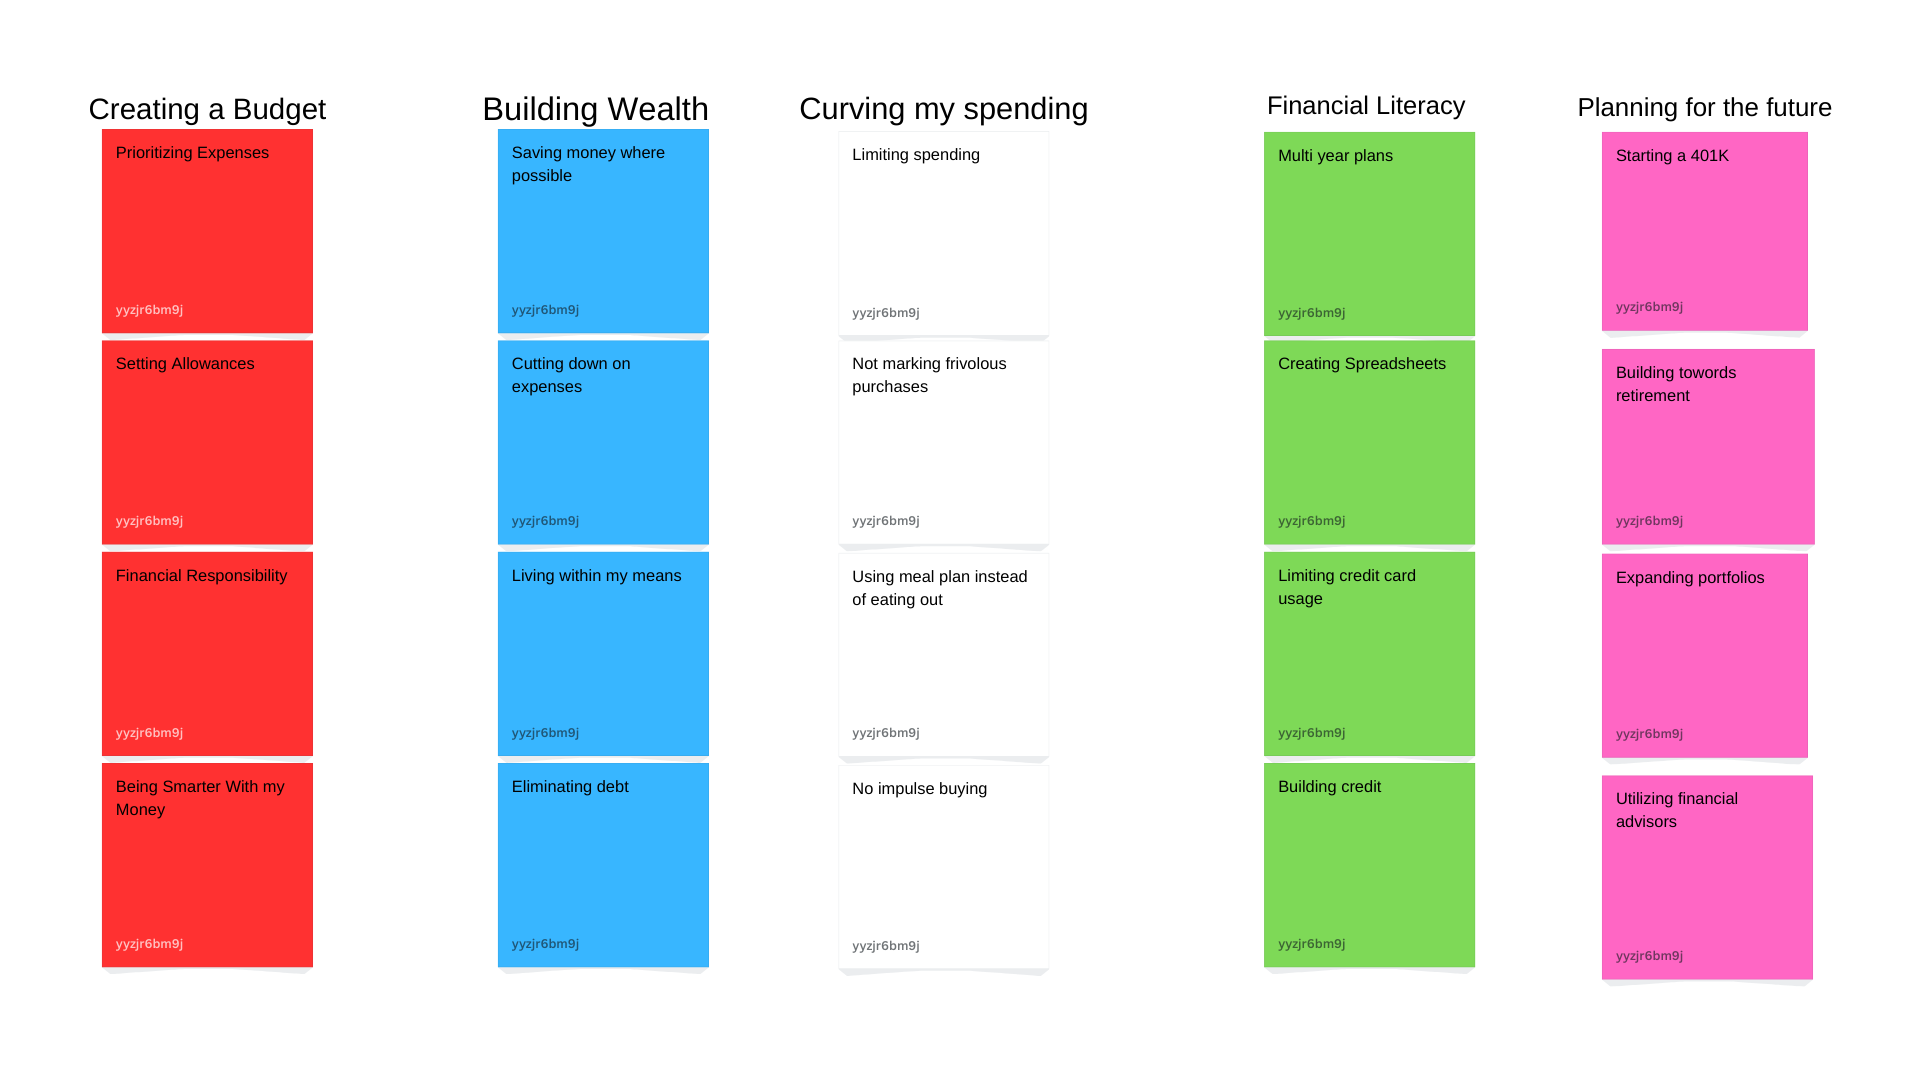 Creating a Budget
Prioritizing Expenses
yyzjr6bm9j
Setting Allowances
yyzjr6bm9j
Financial Responsibility
yyzjr6bm9j
Being Smarter With my
Money
yyzjr6bm9j
Building Wealth
Saving money where
possible
yyzjr6bm9j
Cutting down on
expenses
yyzjr6bm9j
Living within my means
yyzjr6bm9j
Eliminating debt
yyzjr6bm9j
Curving my spending
Limiting spending
yyzjr6bm9j
Not marking frivolous
purchases
yyzjr6bm9j
Using meal plan instead
of eating out
yyzjr6bm9j
No impulse buying
yyzjr6bm9j
Financial Literacy
Multi year plans
yyzjr6bm9j
Creating Spreadsheets
yyzjr6bm9j
Limiting credit card
usage
yyzjr6bm9j
Building credit
yyzjr6bm9j
Planning for the future
Starting a 401K
yyzjr6bm9j
Building towords
retirement
yyzjr6bm9j
Expanding portfolios
yyzjr6bm9j
Utilizing financial
advisors
yyzjr6bm9j